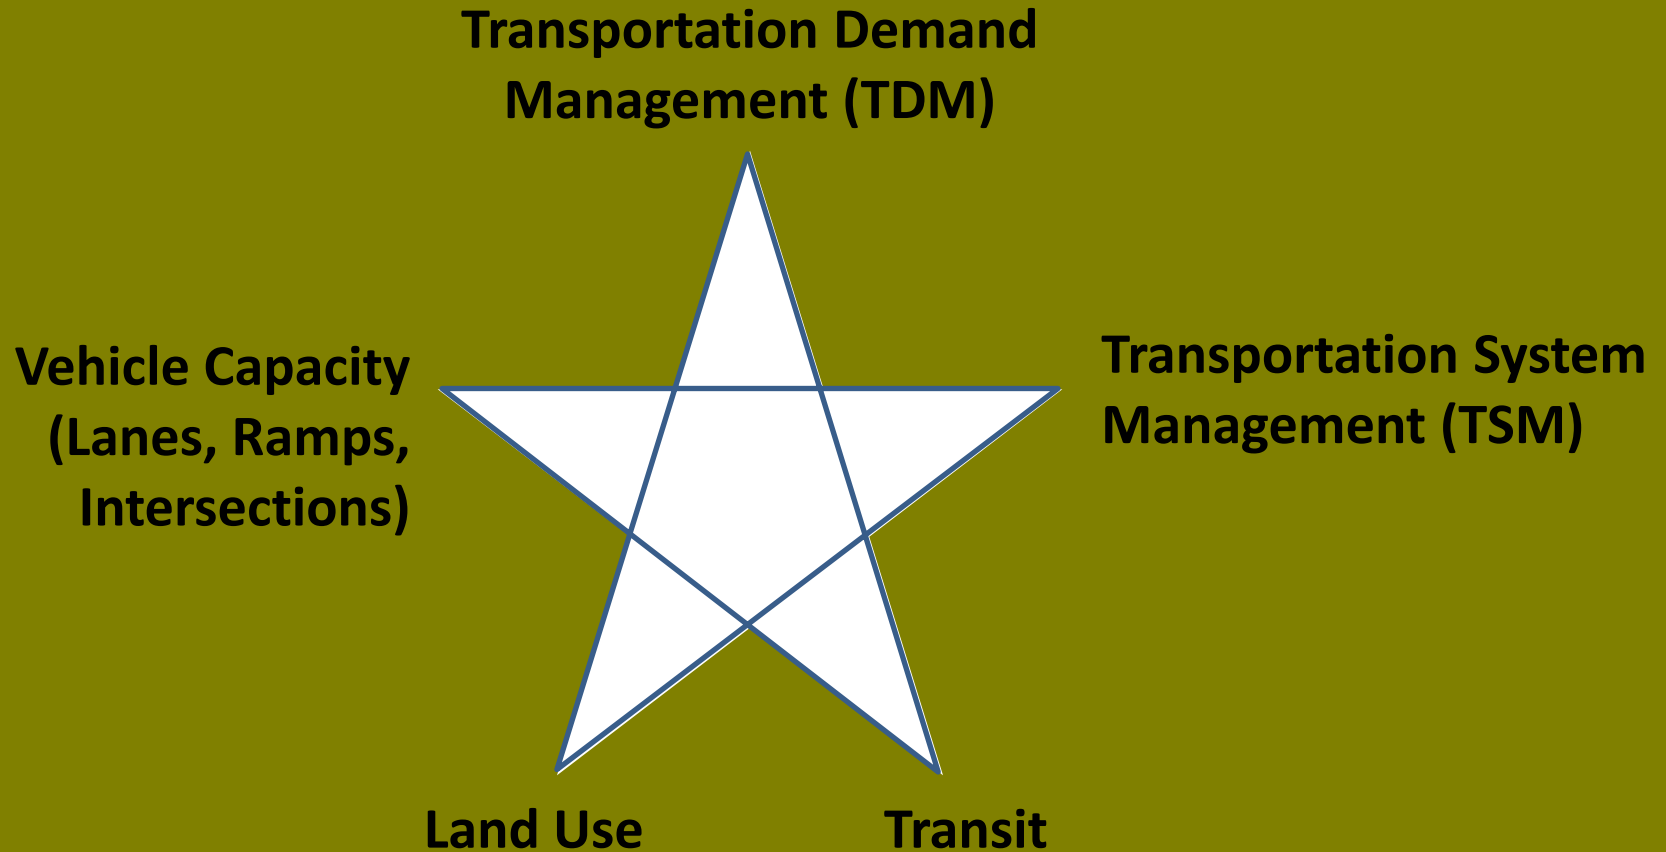 Transportation Demand
Management (TDM)
Vehicle Capacity
(Lanes, Ramps,
Intersections)
Transportation System
Management (TSM)
Land Use
Transit